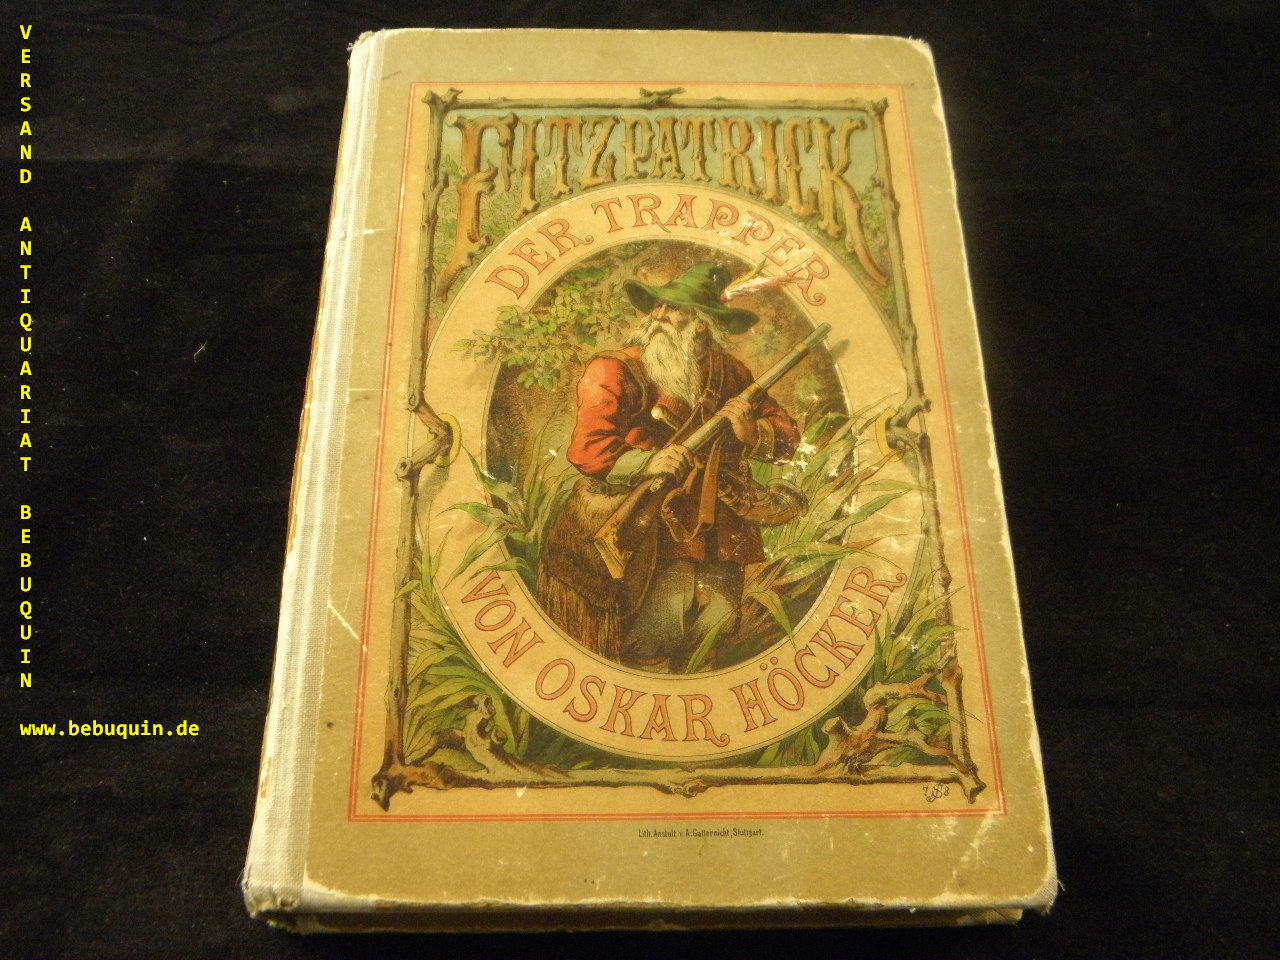 VERSAND ANTIQUARIAT BEBUQUIN
www.bebuquin.de
FITZPATRICK
DER TRAPPER
VON OSKAR HÖCKER
Lith. Anstalt v. A. Gatternicht, Stuttgart.